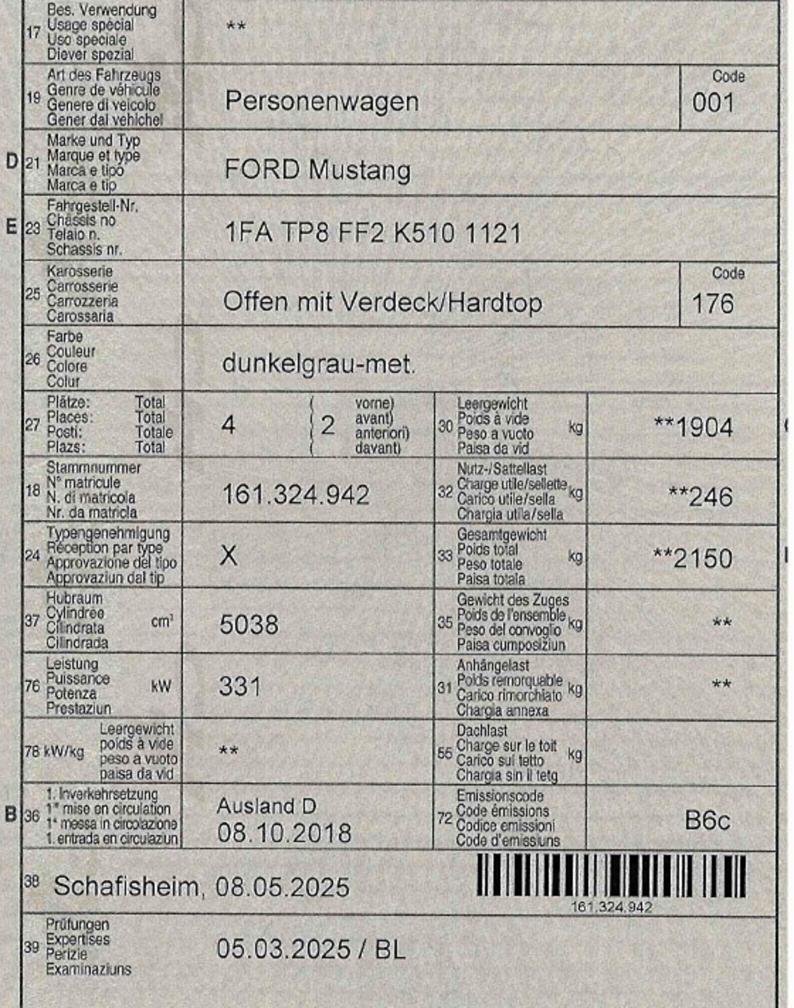 17 Bes. Verwendung
Usage spécial
Uso speciale
Diever spezial
**
19 Art des Fahrzeugs
Genre de véhicule
Genere di veicolo
Gener dal vehichel
Personenwagen
Code
001
D 21 Marke und Typ
Marque et type
Marca e tipo
Marca e tip
FORD Mustang
E 23 Fahrgestell-Nr.
Châssis no
Telaio n.
Schassis nr.
1FA TP8 FF2 K510 1121
25 Karosserie
Carrosserie
Carrozzeria
Carossaria
Offen mit Verdeck/Hardtop
Code
176
26 Farbe
Couleur
Colore
Colur
dunkelgrau-met.
27 Plätze: Total
Places: Total
Posti: Totale
Plazs: Total
4
( vorne)
( 2 avant)
( anteriori)
( davant)
30 Leergewicht
Poids à vide
Peso a vuoto
Paisa da vid
kg
**1904
18 Stammnummer
N° matricule
N. di matricola
Nr. da matricla
161.324.942
32 Nutz-/Sattellast
Charge utile/sellette
Carico utile/sella
Chargia utila/sella
kg
**246
24 Typengenehmigung
Réception par type
Approvazione del tipo
Approvaziun dal tip
X
33 Gesamtgewicht
Poids total
Peso totale
Paisa totala
kg
**2150
37 Hubraum
Cylindrée
Cilindrata
Cilindrada
cm³
5038
35 Gewicht des Zuges
Poids de l'ensemble
Peso del convoglio
Paisa cumposiziun
kg
**
76 Leistung
Puissance
Potenza
Prestaziun
kW
331
31 Anhängelast
Poids remorquable
Carico rimorchiato
Chargia annexa
kg
**
78 kW/kg
Leergewicht
poids à vide
peso a vuoto
paisa da vid
**
55 Dachlast
Charge sur le toit
Carico sul tetto
Chargia sin il tetg
kg
B 36 1. Inverkehrsetzung
1ᵉ mise en circulation
1ᵃ messa in circolazione
1. entrada en circulaziun
Ausland D
08.10.2018
72 Emissionscode
Code émissions
Codice emissioni
Code d'emissiuns
B6c
38 Schafisheim, 08.05.2025
161.324.942
39 Prüfungen
Expertises
Perizie
Examinaziuns
05.03.2025 / BL